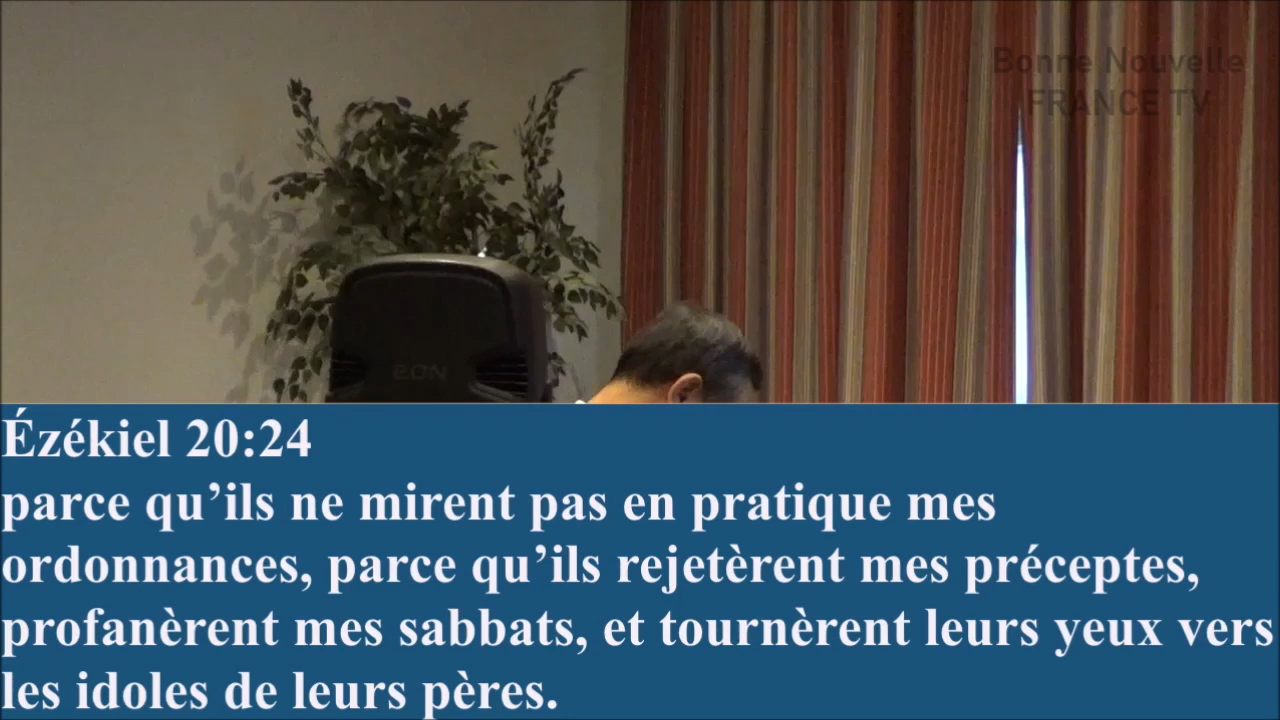 Bonne Nouvelle
FRANCE TV
EON
Ézékiel 20:24
parce qu’ils ne mirent pas en pratique mes
ordonnances, parce qu’ils rejetèrent mes préceptes,
profanèrent mes sabbats, et tournèrent leurs yeux vers
les idoles de leurs pères.